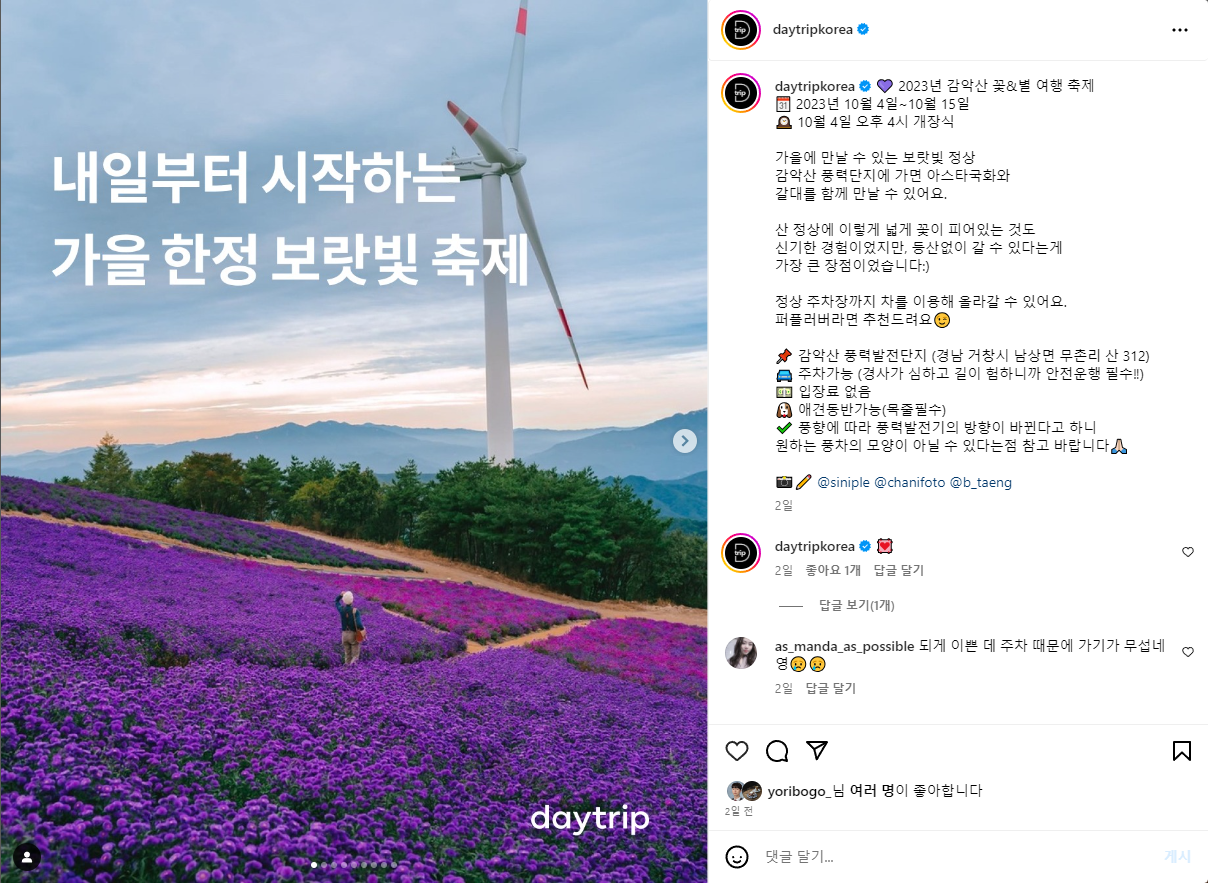 내일부터 시작하는
가을 한정 보랏빛 축제
daytrip
daytripkorea
daytripkorea 💜 2023년 감악산 꽃&별 여행 축제
📅 2023년 10월 4일~10월 15일
🕰 10월 4일 오후 4시 개장식
가을에 만날 수 있는 보랏빛 정상
감악산 풍력단지에 가면 아스타국화와
갈대를 함께 만날 수 있어요.
산 정상에 이렇게 넓게 꽃이 피어있는 것도
신기한 경험이었지만, 등산없이 갈 수 있다는게
가장 큰 장점이었습니다:)
정상 주차장까지 차를 이용해 올라갈 수 있어요.
퍼플러버라면 추천드려요😉
📌 감악산 풍력발전단지 (경남 거창시 남상면 무촌리 산 312)
🚘 주차가능 (경사가 심하고 길이 험하니까 안전운행 필수‼)
💵 입장료 없음
🐶 애견동반가능(목줄필수)
✔ 풍향에 따라 풍력발전기의 방향이 바뀐다고 하니
원하는 풍차의 모양이 아닐 수 있다는점 참고 바랍니다🙏🏻
📷✏ @siniple @chanifoto @b_taeng
2일
daytripkorea 💟
2일 좋아요 1개 답글 달기
답글 보기(1개)
as_manda_as_possible 되게 이쁜 데 주차 때문에 가기가 무섭네
영😥😢
2일 답글 달기
yoribogo_님 여러 명이 좋아합니다
2일 전
댓글 달기...
게시